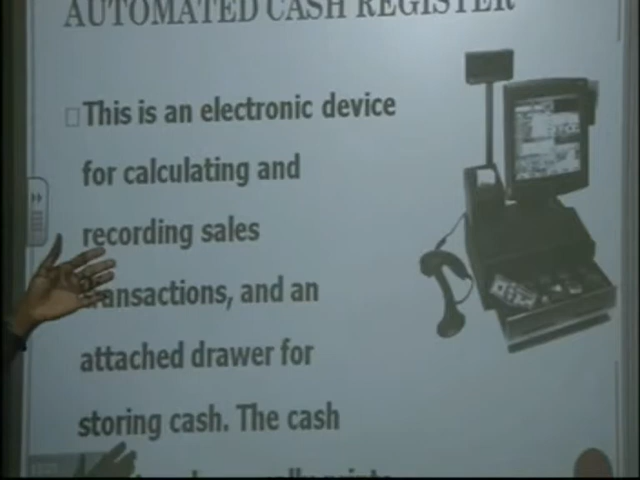 AUTOMATED CASH REGISTER
This is an electronic device
for calculating and
recording sales
transactions, and an
attached drawer for
storing cash. The cash